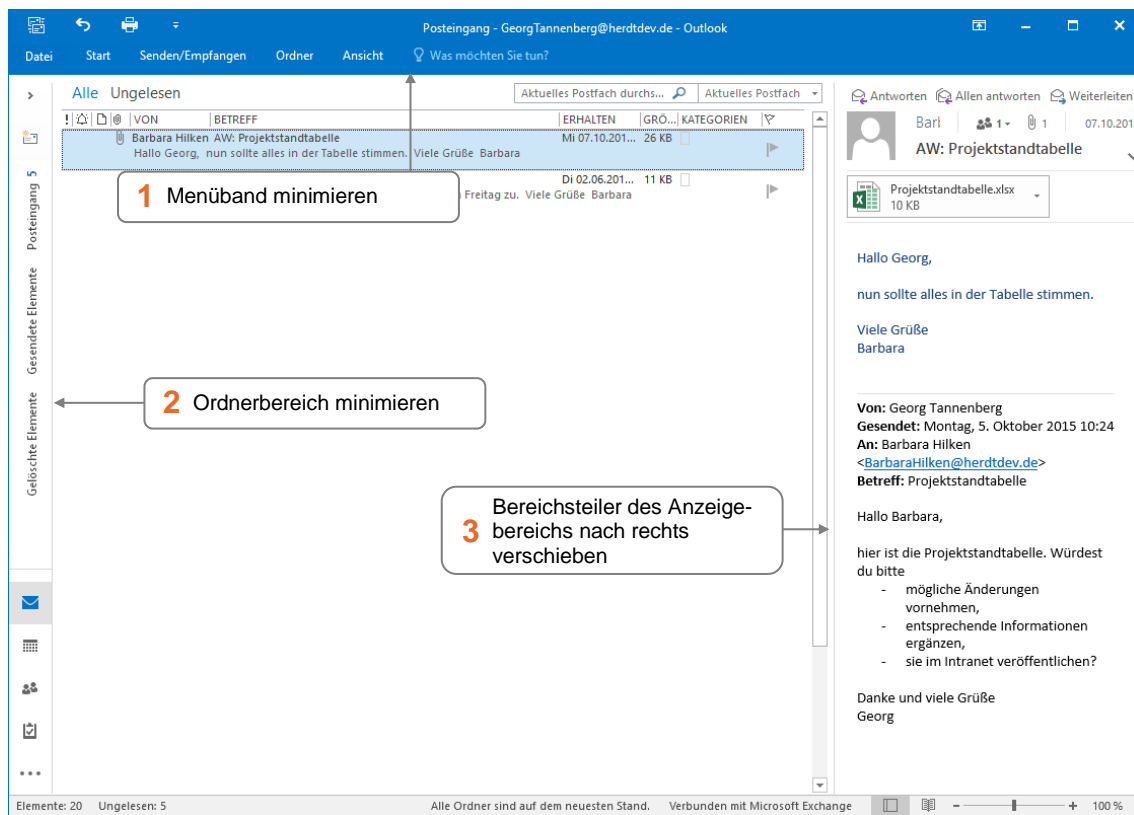 Posteingang - GeorgTannenberg@herdtdev.de - Outlook
Datei Start Senden/Empfangen Ordner Ansicht Was möchten Sie tun?
Alle Ungelesen
Aktuelles Postfach durchs... Aktuelles Postfach
! VON BETREFF ERHALTEN GRÖ... KATEGORIEN
Barbara Hilken AW: Projektstandtabelle Mi 07.10.201... 26 KB
Hallo Georg, nun sollte alles in der Tabelle stimmen. Viele Grüße Barbara
Di 02.06.201... 11 KB
Freitag zu. Viele Grüße Barbara
1 Menüband minimieren
Posteingang 5
Gesendete Elemente
Gelöschte Elemente
2 Ordnerbereich minimieren
3 Bereichsteiler des Anzeige-
bereichs nach rechts
verschieben
Antworten Allen antworten Weiterleiten
Barl 1 1 07.10.201
AW: Projektstandtabelle
Projektstandtabelle.xlsx
10 KB
Hallo Georg,
nun sollte alles in der Tabelle stimmen.
Viele Grüße
Barbara
Von: Georg Tannenberg
Gesendet: Montag, 5. Oktober 2015 10:24
An: Barbara Hilken
<BarbaraHilken@herdtdev.de>
Betreff: Projektstandtabelle
Hallo Barbara,
hier ist die Projektstandtabelle. Würdest
du bitte
- mögliche Änderungen
vornehmen,
- entsprechende Informationen
ergänzen,
- sie im Intranet veröffentlichen?
Danke und viele Grüße
Georg
Elemente: 20 Ungelesen: 5 Alle Ordner sind auf dem neuesten Stand. Verbunden mit Microsoft Exchange - + 100 %